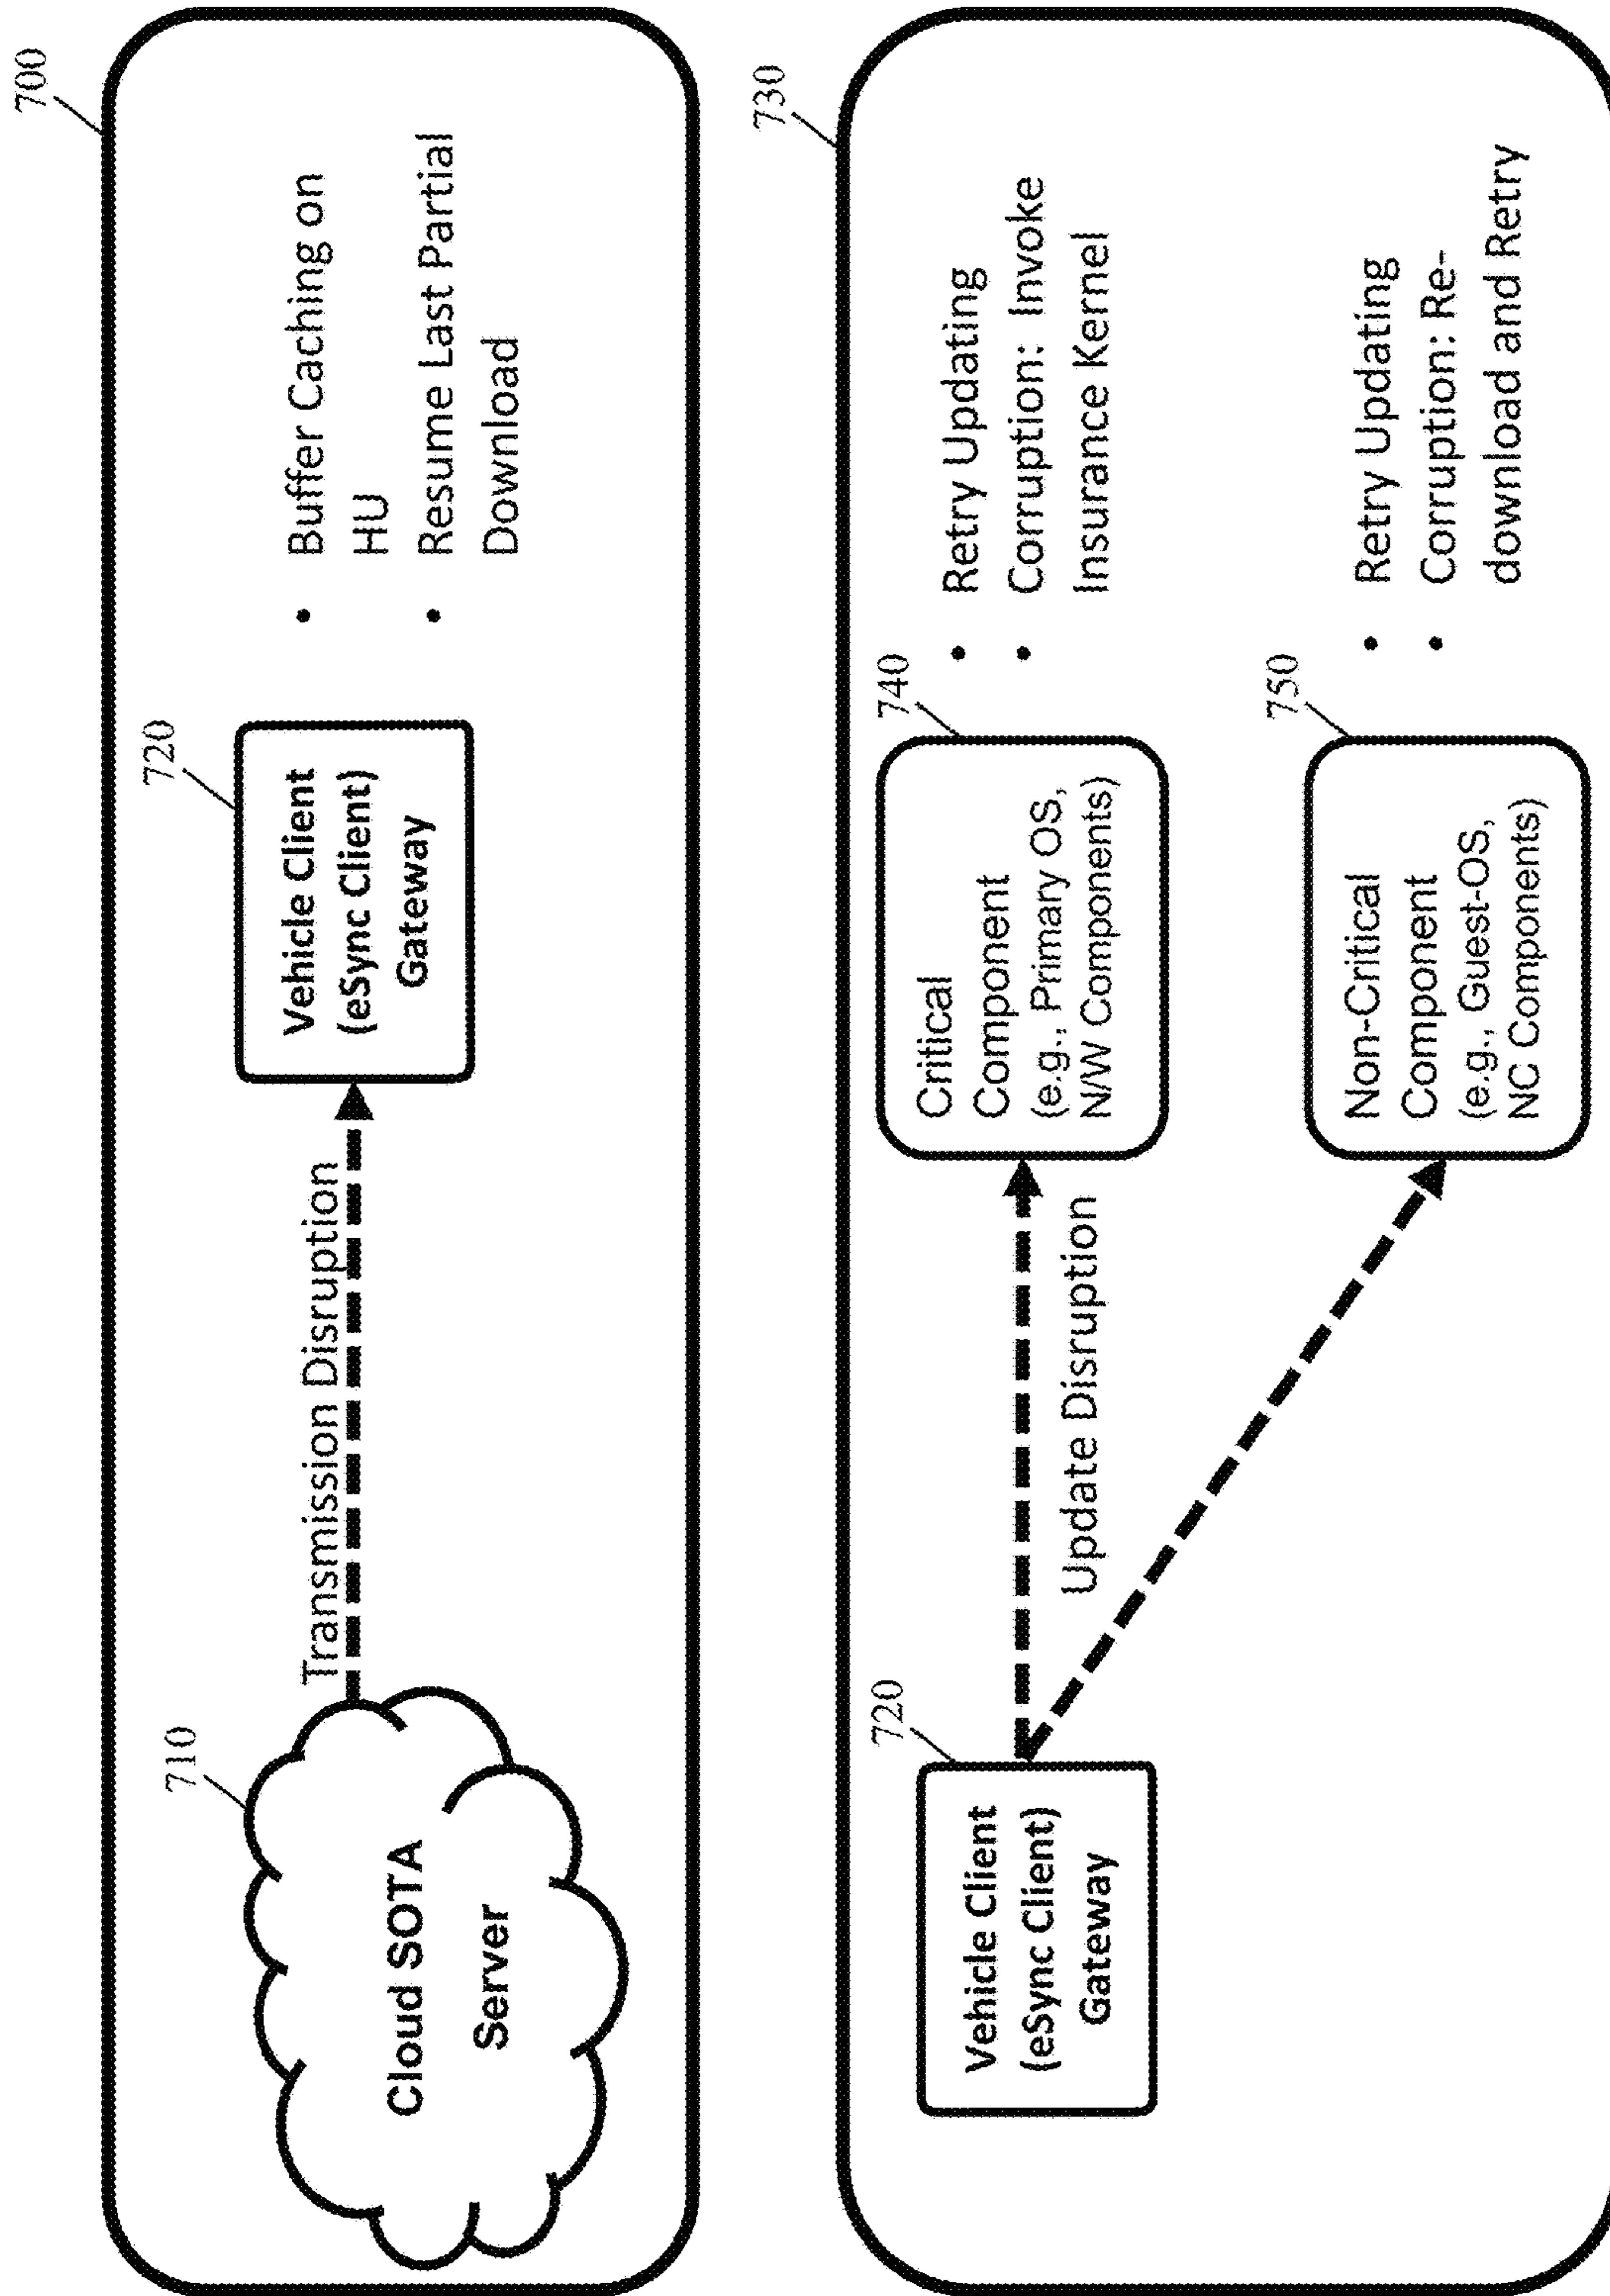 700
710
Cloud SOTA
Server
Transmission Disruption
720
Vehicle Client
(eSync Client)
Gateway
• Buffer Caching on
HU
• Resume Last Partial
Download
730
720
Vehicle Client
(eSync Client)
Gateway
Update Disruption
740
Critical
Component
(e.g., Primary OS,
N/W Components)
• Retry Updating
• Corruption: Invoke
Insurance Kernel
750
Non-Critical
Component
(e.g., Guest-OS,
NC Components)
• Retry Updating
• Corruption: Re-
download and Retry